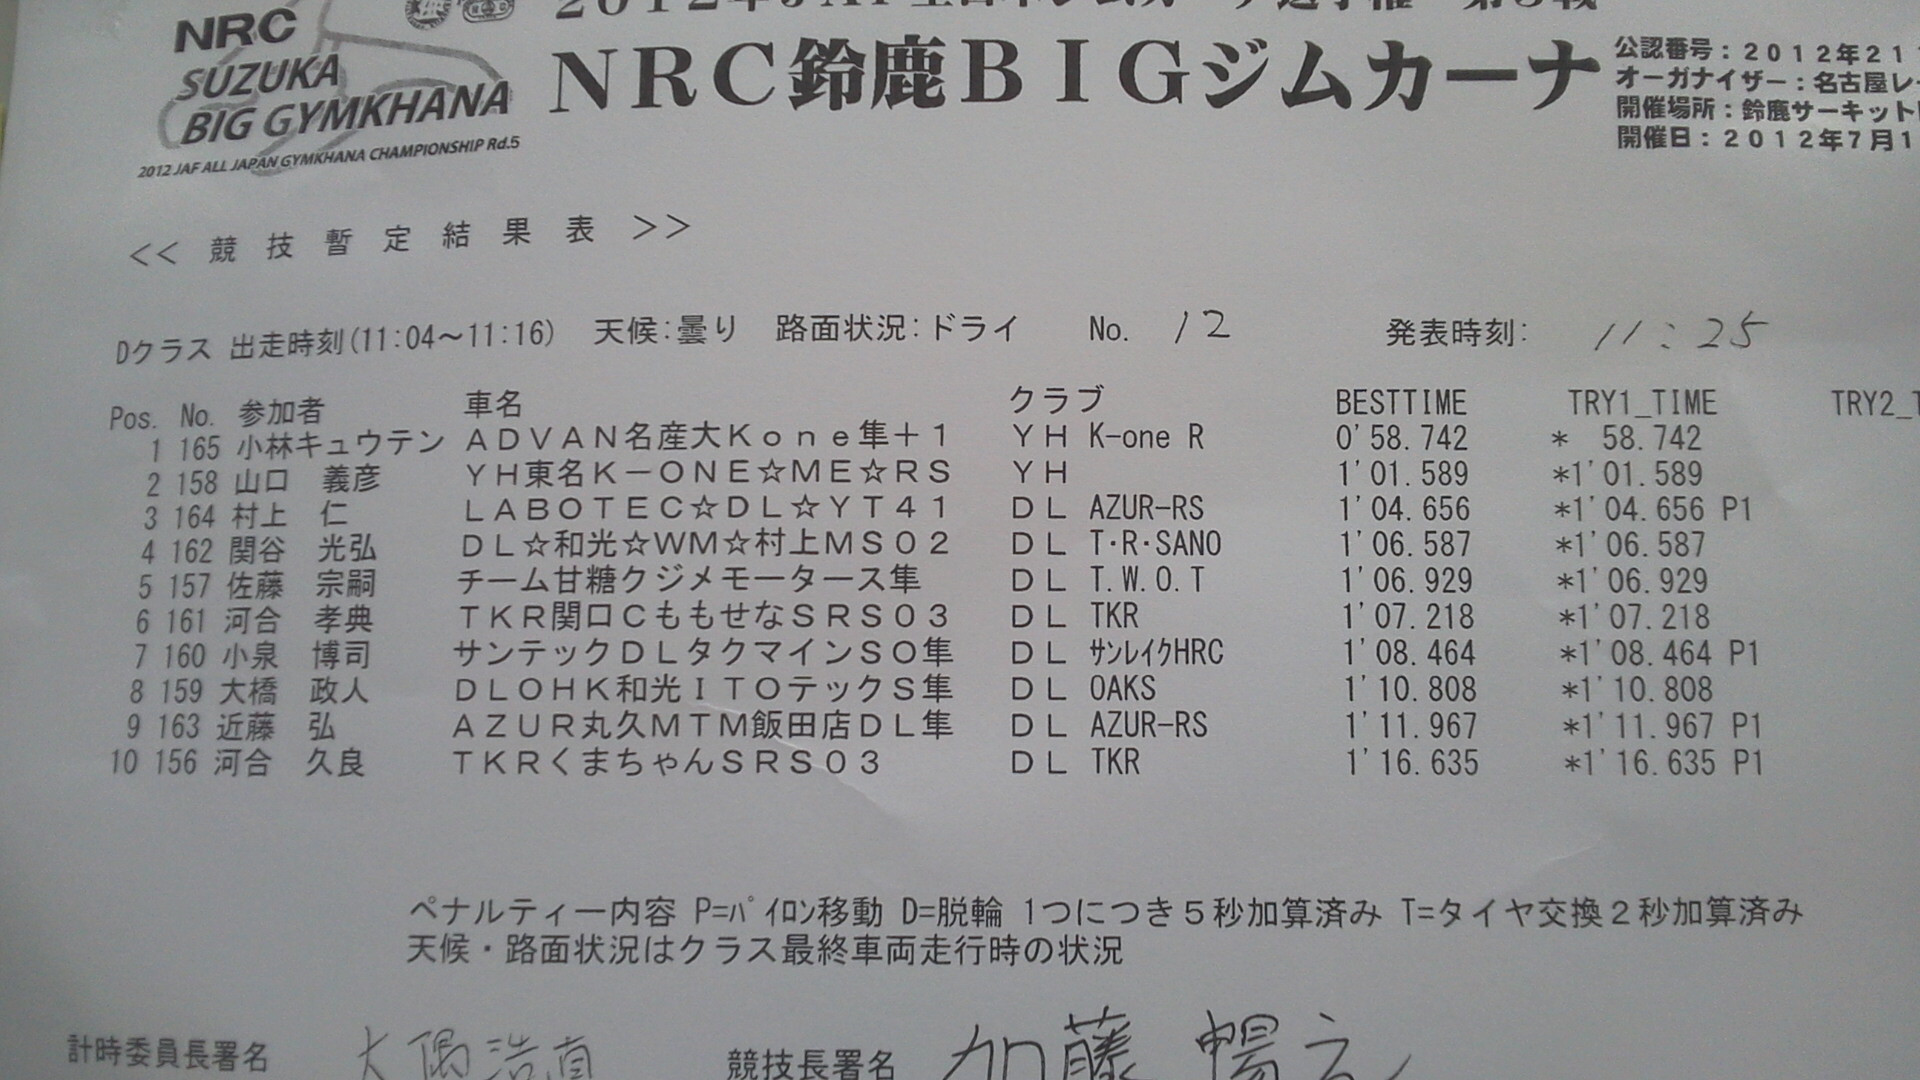 NRC
SUZUKA
BIG GYMKHANA
2012 JAF ALL JAPAN GYMKHANA CHAMPIONSHIP Rd.5
NRC鈴鹿BIGジムカーナ
公認番号：2012年21
オーガナイザー：名古屋レ
開催場所：鈴鹿サーキット
開催日：2012年7月1
<< 競技暫定結果表 >>
Dクラス 出走時刻(11:04～11:16) 天候:曇り 路面状況:ドライ No. 12 発表時刻: 11:25
Pos. No. 参加者 車名 クラブ BESTTIME TRY1_TIME TRY2_T
1 165 小林キュウテン ADVAN名産大Kone隼＋1 YH K-one R 0'58.742 * 58.742
2 158 山口 義彦 YH東名K－ONE☆ME☆RS YH 1'01.589 *1'01.589
3 164 村上 仁 LABOTEC☆DL☆YT41 DL AZUR-RS 1'04.656 *1'04.656 P1
4 162 関谷 光弘 DL☆和光☆WM☆村上MS02 DL T･R･SANO 1'06.587 *1'06.587
5 157 佐藤 宗嗣 チーム甘糖クジメモータース隼 DL T.W.O.T 1'06.929 *1'06.929
6 161 河合 孝典 TKR関口CももせなSRS03 DL TKR 1'07.218 *1'07.218
7 160 小泉 博司 サンテックDLタクマインSO隼 DL ｻﾝﾚｲｸHRC 1'08.464 *1'08.464 P1
8 159 大橋 政人 DLOHK和光ITOテックS隼 DL OAKS 1'10.808 *1'10.808
9 163 近藤 弘 AZUR丸久MTM飯田店DL隼 DL AZUR-RS 1'11.967 *1'11.967 P1
10 156 河合 久良 TKRくまちゃんSRS03 DL TKR 1'16.635 *1'16.635 P1
ペナルティー内容 P=ﾊﾟｲﾛﾝ移動 D=脱輪 1つにつき５秒加算済み T=タイヤ交換２秒加算済み
天候・路面状況はクラス最終車両走行時の状況
計時委員長署名 大隅浩直 競技長署名 加藤 暢